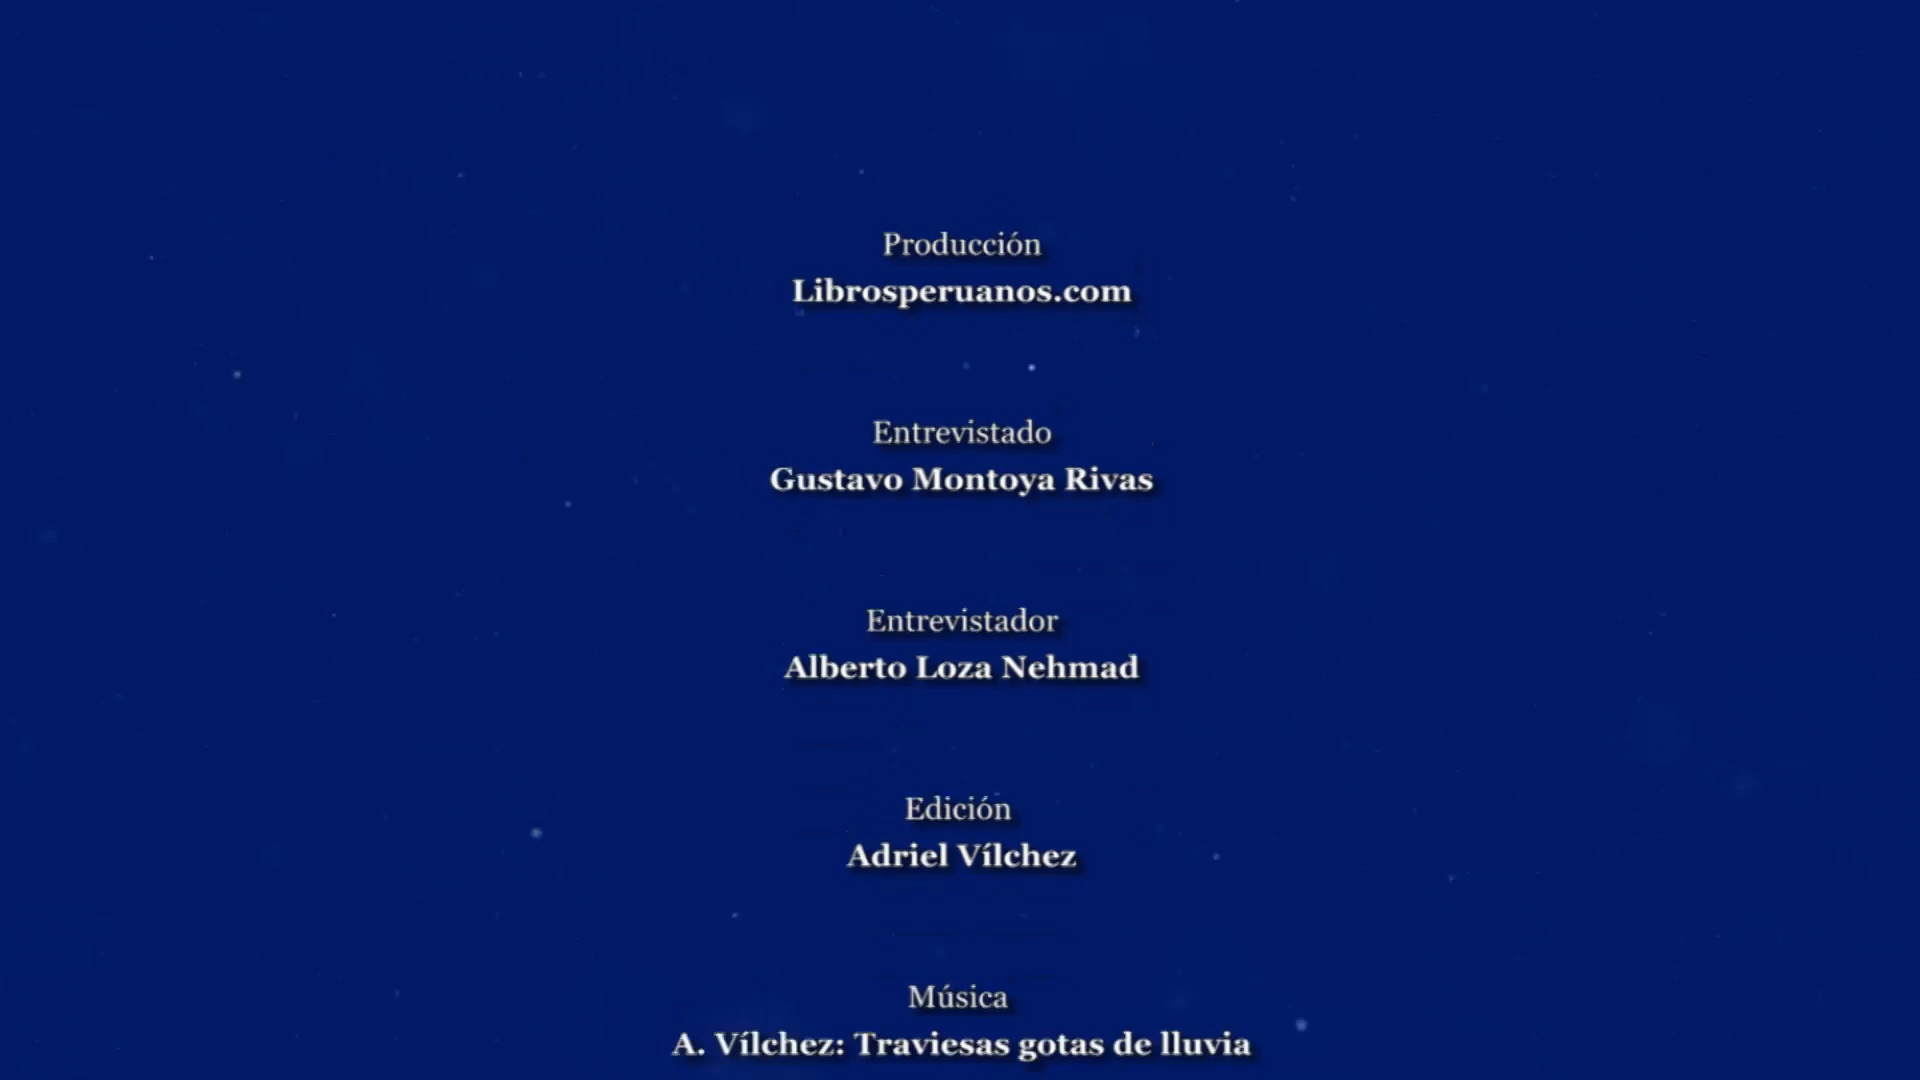 Producción
Librosperuanos.com
Entrevistado
Gustavo Montoya Rivas
Entrevistador
Alberto Loza Nehmad
Edición
Adriel Vílchez
Música
A. Vílchez: Traviesas gotas de lluvia